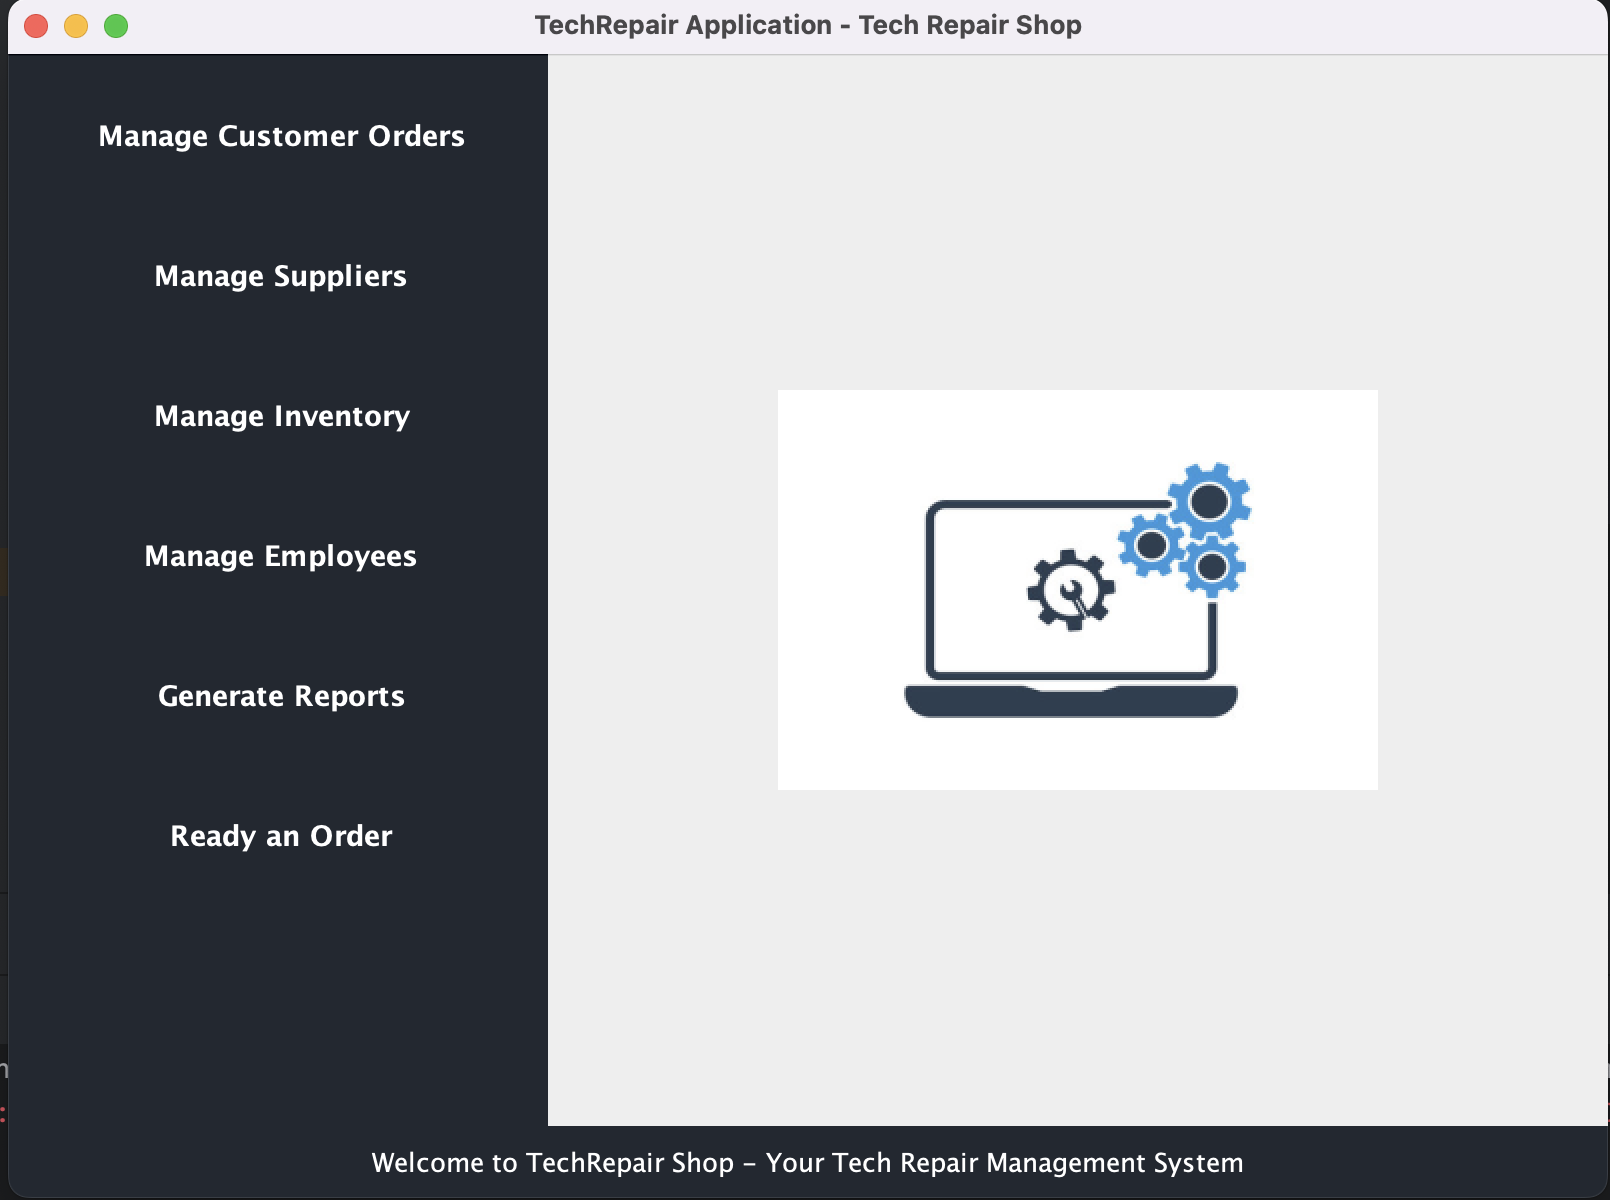 TechRepair Application - Tech Repair Shop
Manage Customer Orders
Manage Suppliers
Manage Inventory
Manage Employees
Generate Reports
Ready an Order
Welcome to TechRepair Shop – Your Tech Repair Management System